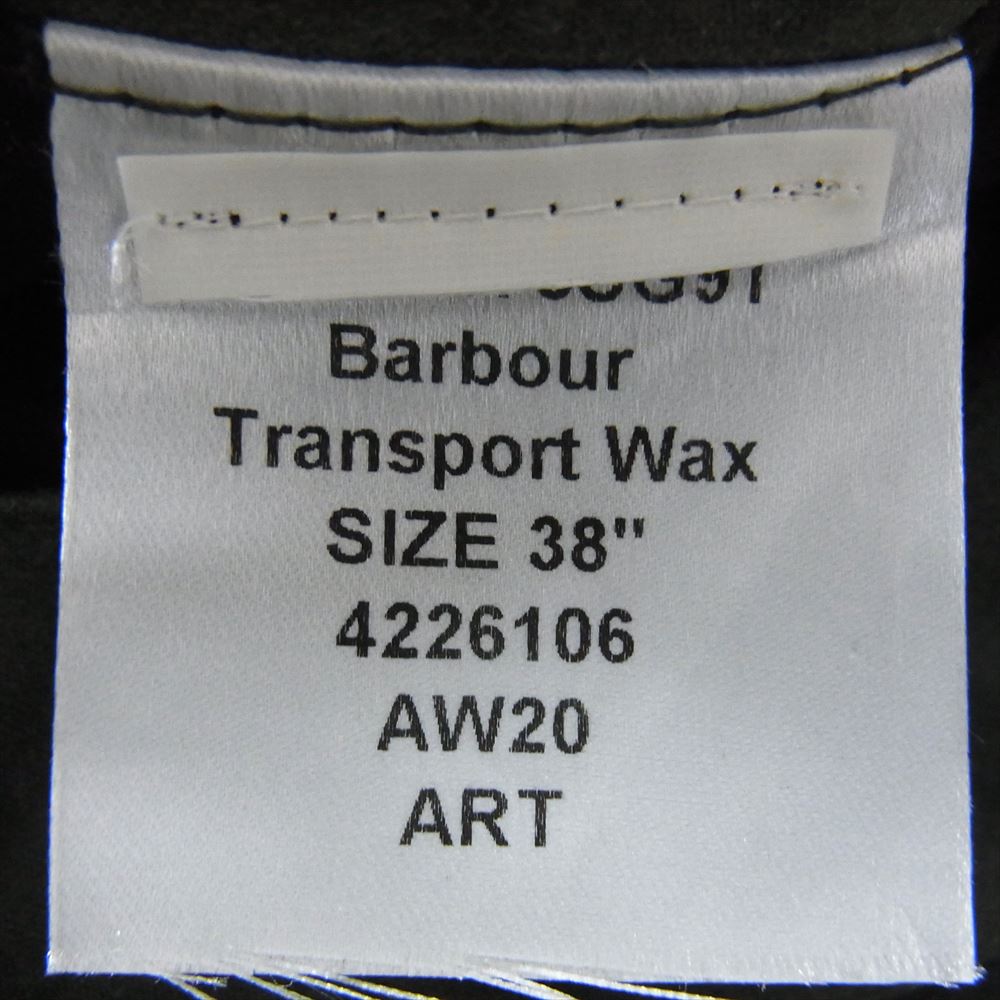 Barbour
Transport Wax
SIZE 38"
4226106
AW20
ART